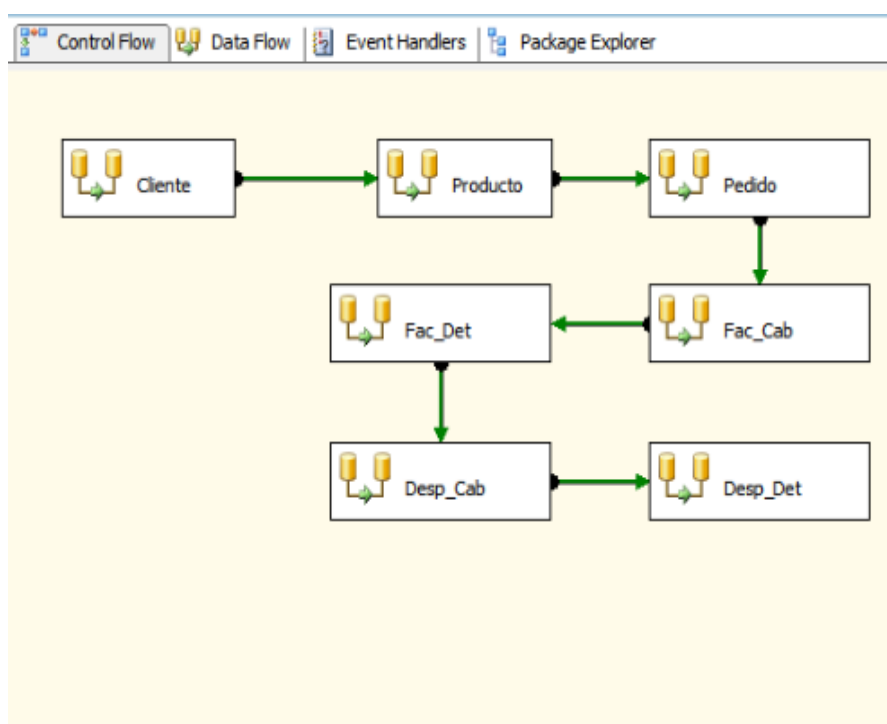 Control Flow Data Flow Event Handlers Package Explorer
Cliente Producto Pedido
Fac_Det Fac_Cab
Desp_Cab Desp_Det